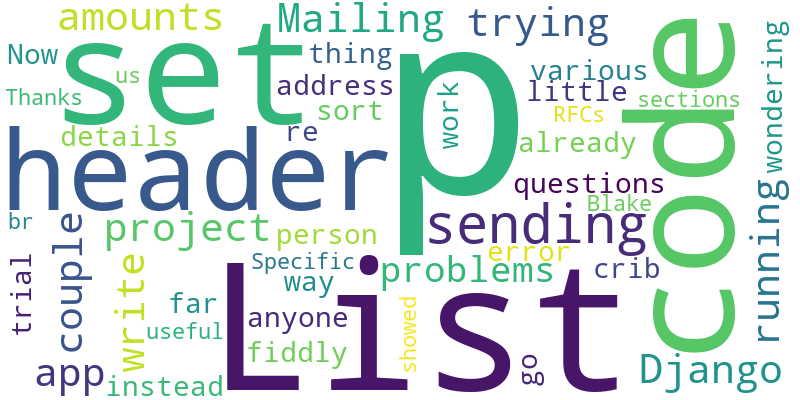 amounts
Mailing
trying
set
p
code
Now
us
thing
various
wondering
Thanks
address
work
little
sections
details
sort
RFCs
header
re
already
questions
running
br
couple
project
person
sending
Blake
error
trial
write
Specific
way
problems
crib
far
List
anyone
useful
fiddly
showed
go
app
instead
Django